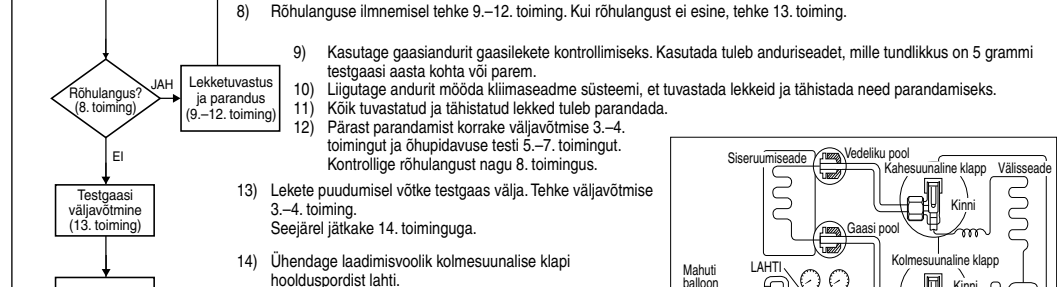 8) Rõhulanguse ilmnemisel tehke 9.–12. toiming. Kui rõhulangust ei esine, tehke 13. toiming.
9) Kasutage gaasiandurit gaasilekete kontrollimiseks. Kasutada tuleb anduriseadet, mille tundlikkus on 5 grammi
testgaasi aasta kohta või parem.
10) Liigutage andurit mööda kliimaseadme süsteemi, et tuvastada lekkeid ja tähistada need parandamiseks.
11) Kõik tuvastatud ja tähistatud lekked tuleb parandada.
12) Pärast parandamist korrake väljavõtmise 3.–4.
toimingut ja õhupidavuse testi 5.–7. toimingut.
Kontrollige rõhulangust nagu 8. toimingus.
13) Lekete puudumisel võtke testgaas välja. Tehke väljavõtmise
3.–4. toiming.
Seejärel jätkake 14. toiminguga.
14) Ühendage laadimisvoolik kolmesuunalise klapi
hoolduspordist lahti.
Rõhulangus?
(8. toiming)
JAH
Lekketuvastus
ja parandus
(9.–12. toiming)
EI
Testgaasi
väljavõtmine
(13. toiming)
Siseruumiseade
Vedeliku pool
Kahesuunaline klapp
Välisseade
Kinni
Gaasi pool
Kolmesuunaline klapp
Kinni
Mahuti
balloon
LAHTI